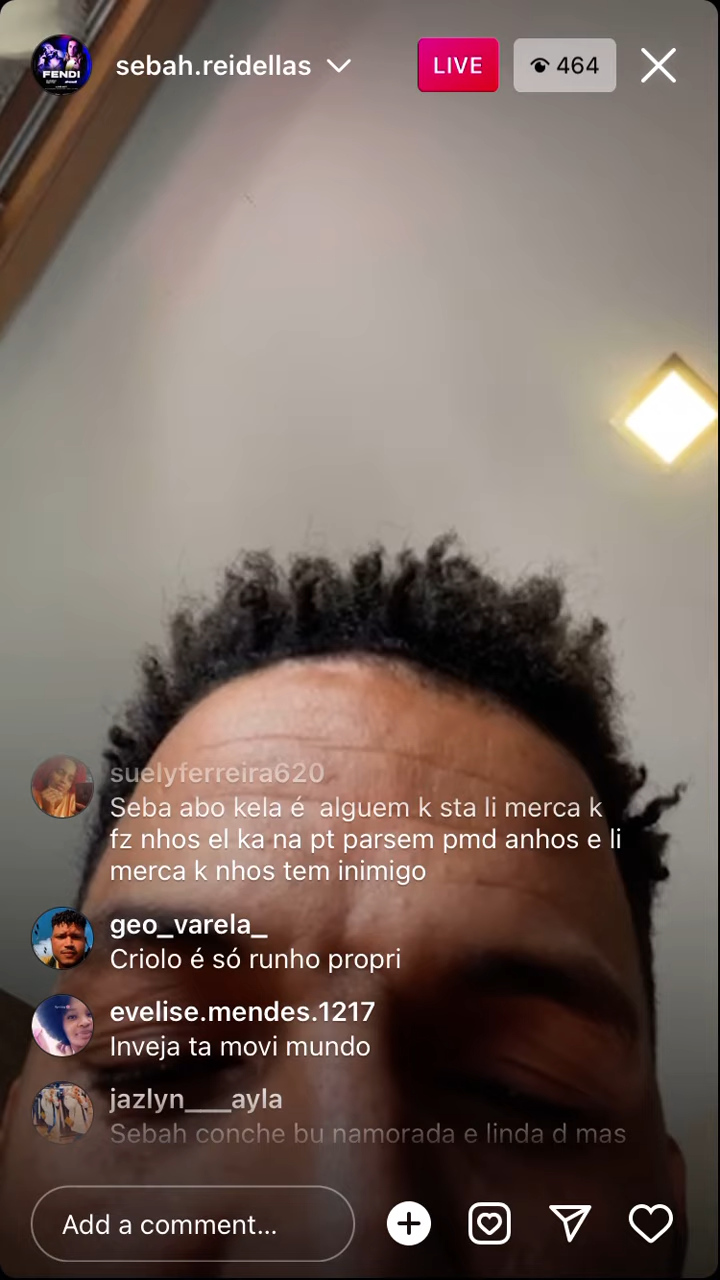 FENDI
sebah.reidellas
LIVE
464
suelyferreira620
Seba abo kela é alguem k sta li merca k
fz nhos el ka na pt parsem pmd anhos e li
merca k nhos tem inimigo
geo_varela_
Criolo é só runho propri
evelise.mendes.1217
Inveja ta movi mundo
jazlyn___ayla
Sebah conche bu namorada e linda d mas
Add a comment...